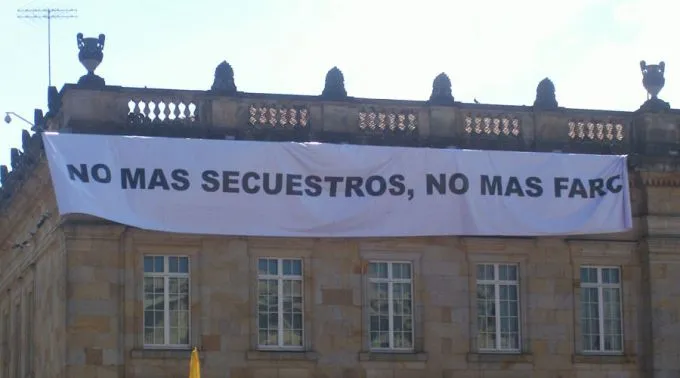 NO MAS SECUESTROS, NO MAS FARC